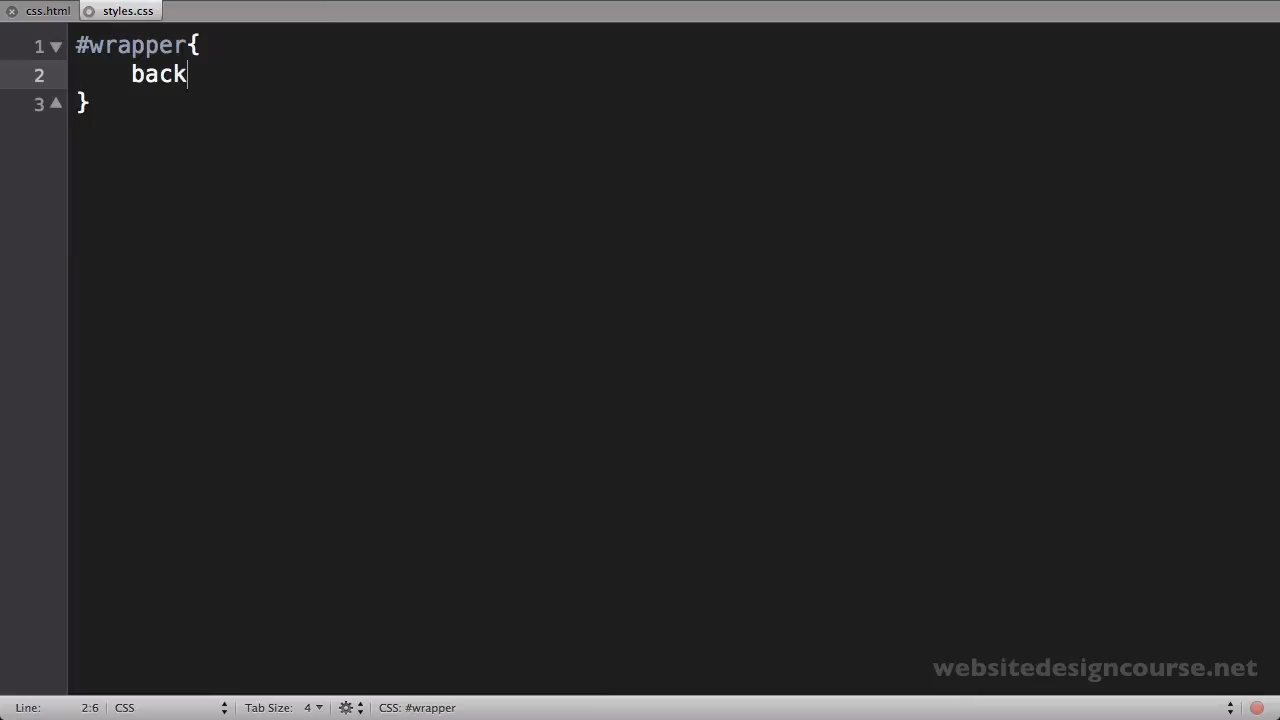 css.html styles.css
1 #wrapper{
2 back
3 }
websitedesigncourse.net
Line: 2:6 CSS Tab Size: 4 CSS: #wrapper